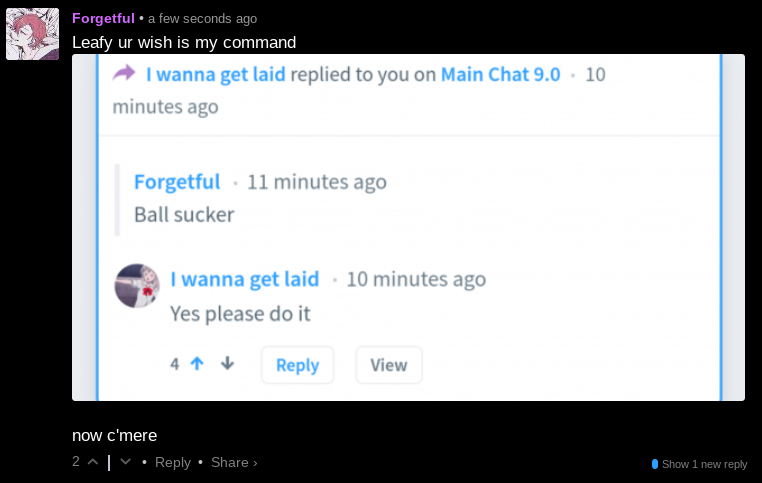 Forgetful • a few seconds ago
Leafy ur wish is my command
I wanna get laid replied to you on Main Chat 9.0 · 10
minutes ago
Forgetful · 11 minutes ago
Ball sucker
I wanna get laid · 10 minutes ago
Yes please do it
4 Reply View
now c'mere
2 | • Reply • Share ›
Show 1 new reply